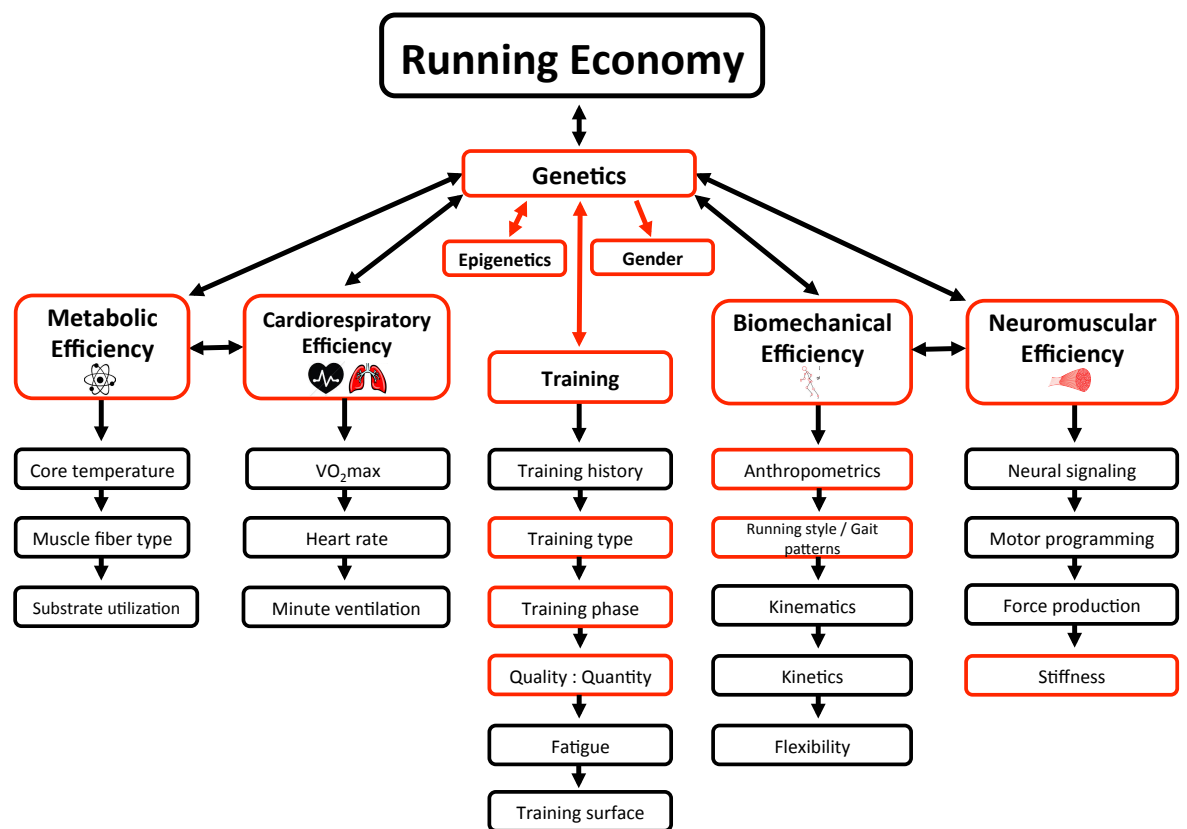 Running Economy
Genetics
Epigenetics
Gender
Metabolic
Efficiency
Cardiorespiratory
Efficiency
Training
Biomechanical
Efficiency
Neuromuscular
Efficiency
Core temperature
Muscle fiber type
Substrate utilization
VO₂max
Heart rate
Minute ventilation
Training history
Training type
Training phase
Quality : Quantity
Fatigue
Training surface
Anthropometrics
Running style / Gait
patterns
Kinematics
Kinetics
Flexibility
Neural signaling
Motor programming
Force production
Stiffness